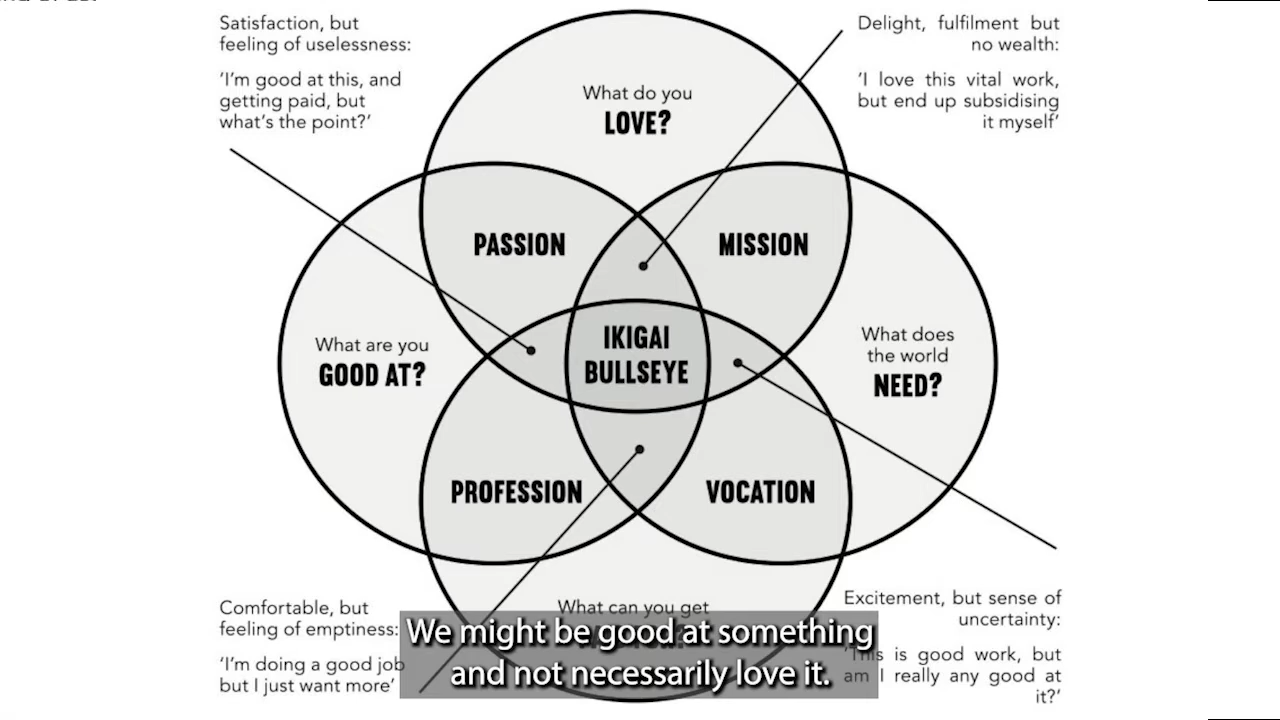 Satisfaction, but
feeling of uselessness:
'I'm good at this, and
getting paid, but
what's the point?'
Delight, fulfilment but
no wealth:
'I love this vital work,
but end up subsidising
it myself'
What do you
LOVE?
PASSION
MISSION
What are you
GOOD AT?
IKIGAI
BULLSEYE
What does
the world
NEED?
PROFESSION
VOCATION
What can you get
Comfortable, but
feeling of emptiness:
'I'm doing a good job
but I just want more'
Excitement, but sense of
uncertainty:
'This is good work, but
am I really any good at
it?'
We might be good at something
and not necessarily love it.